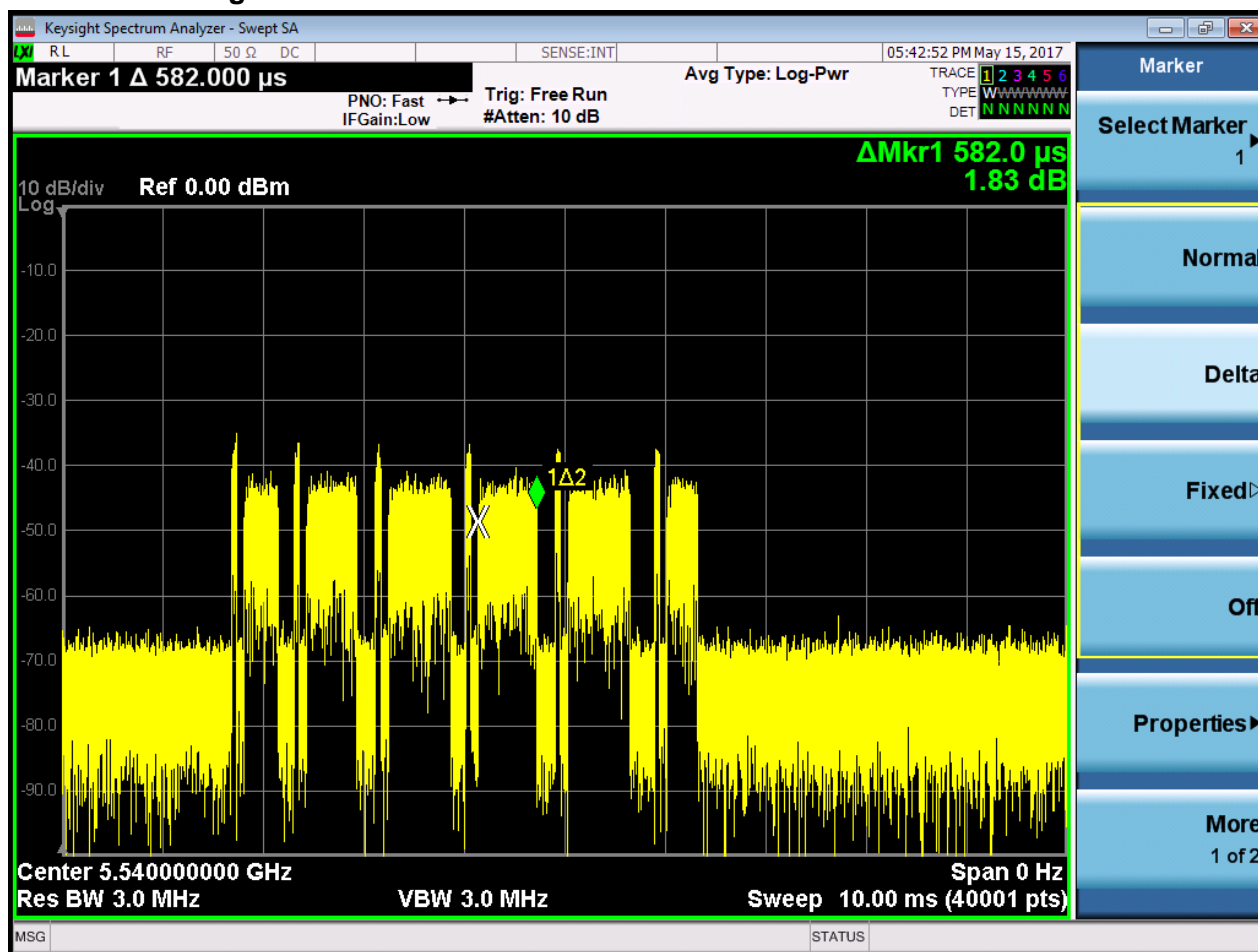 Keysight Spectrum Analyzer - Swept SA
LXI RL RF 50 Ω DC SENSE:INT 05:42:52 PM May 15, 2017
Marker 1 Δ 582.000 µs Avg Type: Log-Pwr TRACE 1 2 3 4 5 6
PNO: Fast Trig: Free Run TYPE WWWWWW
IFGain:Low #Atten: 10 dB DET N N N N N N
ΔMkr1 582.0 µs
10 dB/div Ref 0.00 dBm 1.83 dB
Log
-10.0
-20.0
-30.0
-40.0
1Δ2
-50.0
X
-60.0
-70.0
-80.0
-90.0
Center 5.540000000 GHz Span 0 Hz
Res BW 3.0 MHz VBW 3.0 MHz Sweep 10.00 ms (40001 pts)
MSG STATUS
Marker
Select Marker
1
Normal
Delta
Fixed
Off
Properties
More
1 of 2